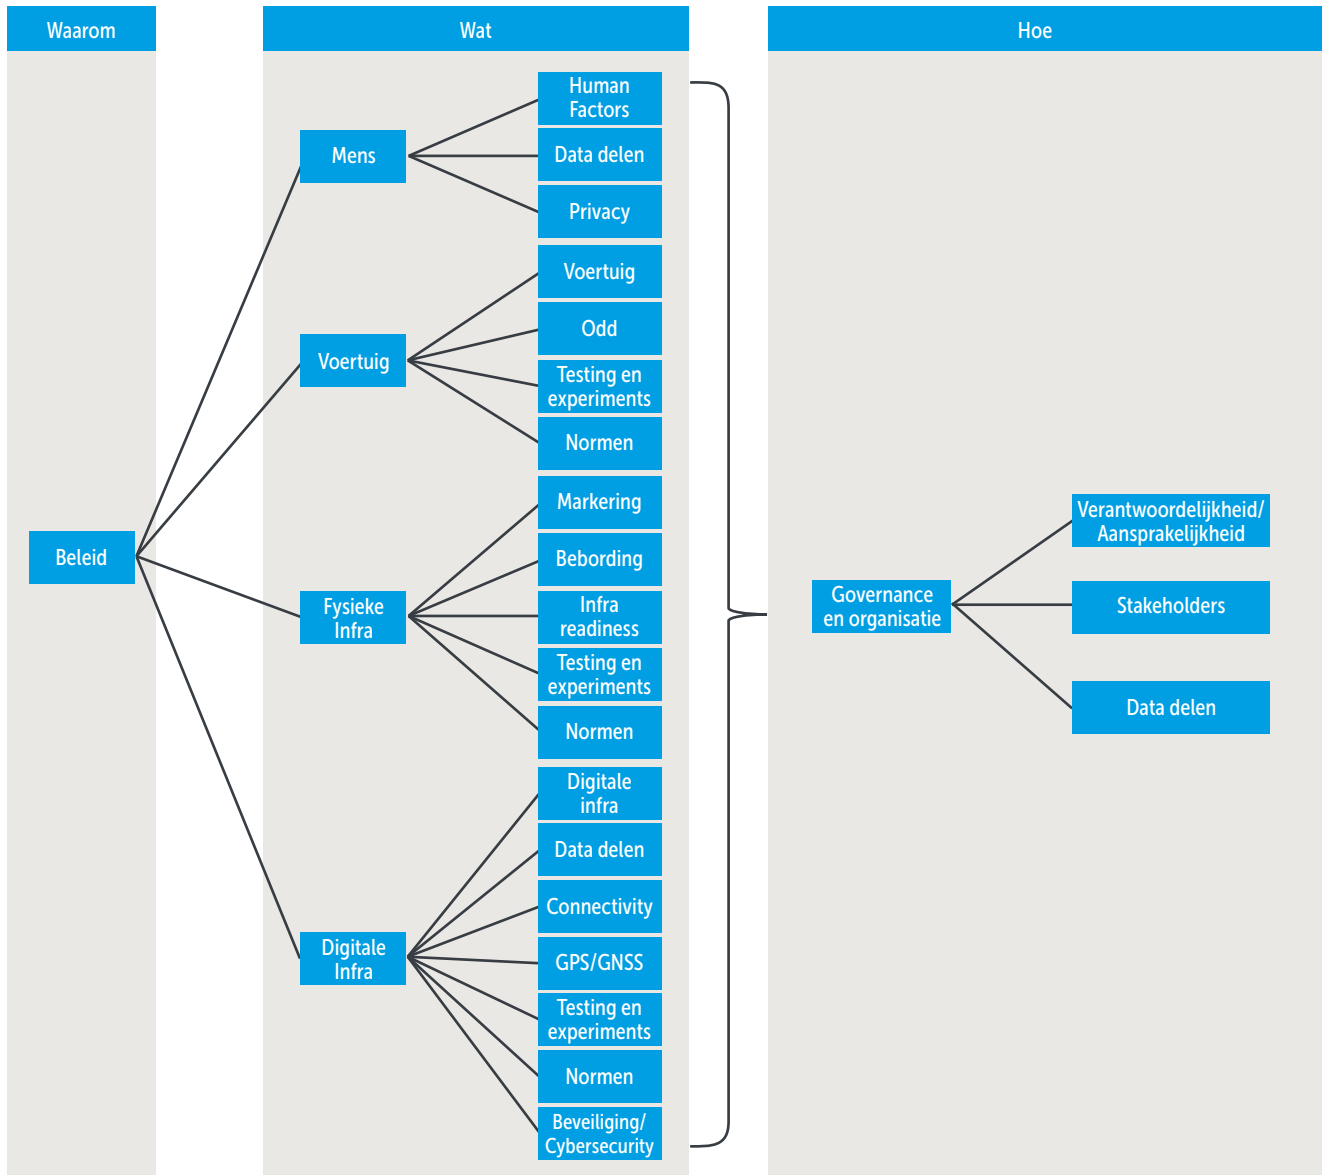 Waarom
Wat
Hoe
Beleid
Mens
Human
Factors
Data delen
Privacy
Voertuig
Voertuig
Odd
Testing en
experiments
Normen
Fysieke
Infra
Markering
Bebording
Infra
readiness
Testing en
experiments
Normen
Digitale
Infra
Digitale
infra
Data delen
Connectivity
GPS/GNSS
Testing en
experiments
Normen
Beveiliging/
Cybersecurity
Governance
en organisatie
Verantwoordelijkheid/
Aansprakelijkheid
Stakeholders
Data delen